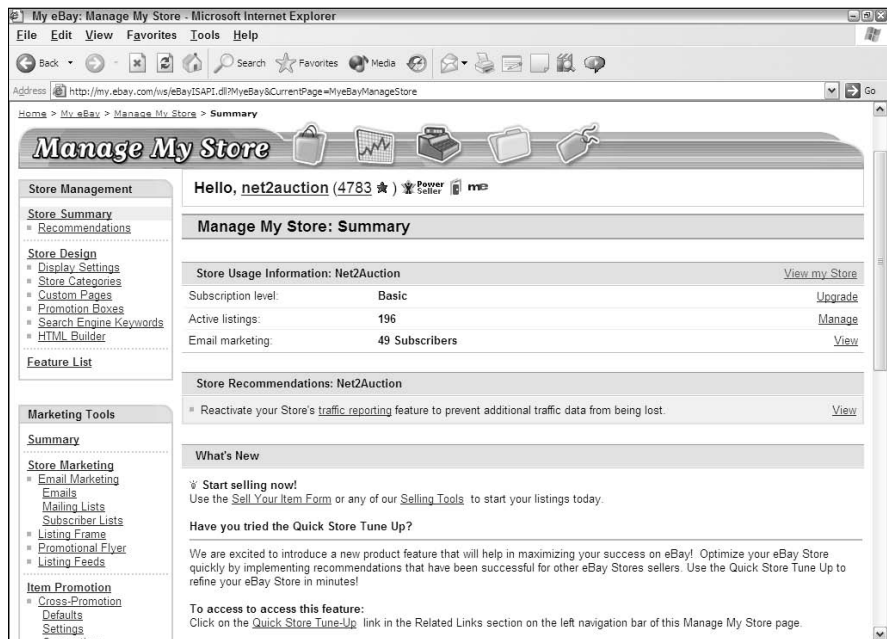 My eBay: Manage My Store - Microsoft Internet Explorer
File Edit View Favorites Tools Help
Back Search Favorites Media
Address http://my.ebay.com/ws/eBayISAPI.dll?MyeBay&CurrentPage=MyeBayManageStore Go
Home > My eBay > Manage My Store > Summary
Manage My Store
Store Management
Store Summary
Recommendations
Store Design
Display Settings
Store Categories
Custom Pages
Promotion Boxes
Search Engine Keywords
HTML Builder
Feature List
Marketing Tools
Summary
Store Marketing
Email Marketing
Emails
Mailing Lists
Subscriber Lists
Listing Frame
Promotional Flyer
Listing Feeds
Item Promotion
Cross-Promotion
Defaults
Settings
Hello, net2auction (4783 ) Power Seller me
Manage My Store: Summary
Store Usage Information: Net2Auction View my Store
Subscription level: Basic Upgrade
Active listings: 196 Manage
Email marketing: 49 Subscribers View
Store Recommendations: Net2Auction
Reactivate your Store's traffic reporting feature to prevent additional traffic data from being lost. View
What's New
Start selling now!
Use the Sell Your Item Form or any of our Selling Tools to start your listings today.
Have you tried the Quick Store Tune Up?
We are excited to introduce a new product feature that will help in maximizing your success on eBay! Optimize your eBay Store
quickly by implementing recommendations that have been successful for other eBay Stores sellers. Use the Quick Store Tune Up to
refine your eBay Store in minutes!
To access to access this feature:
Click on the Quick Store Tune-Up link in the Related Links section on the left navigation bar of this Manage My Store page.